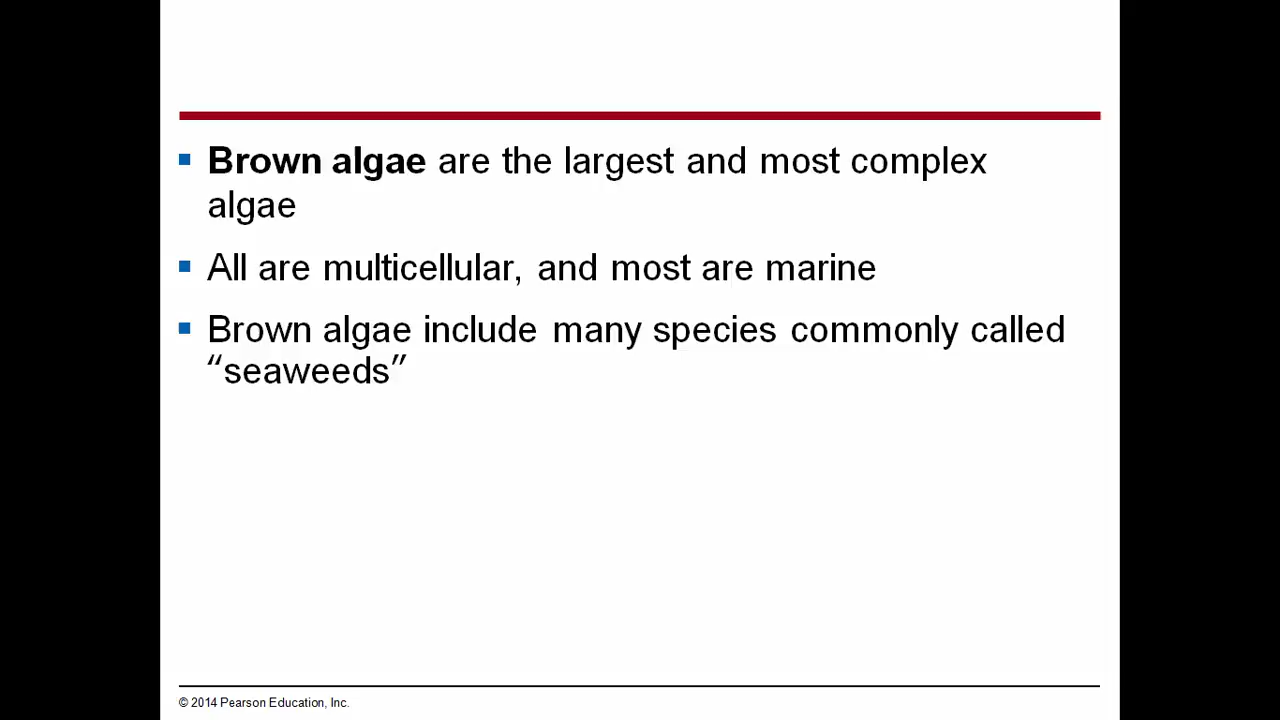 Brown algae are the largest and most complex
algae
All are multicellular, and most are marine
Brown algae include many species commonly called
“seaweeds”
© 2014 Pearson Education, Inc.